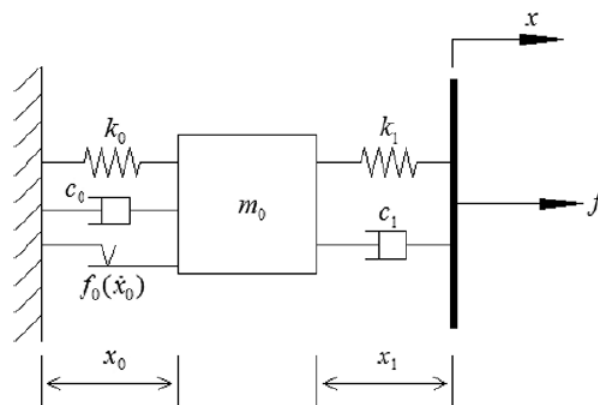 x
k₀
k₁
c₀
m₀
c₁
f
f₀(ẋ₀)
x₀
x₁